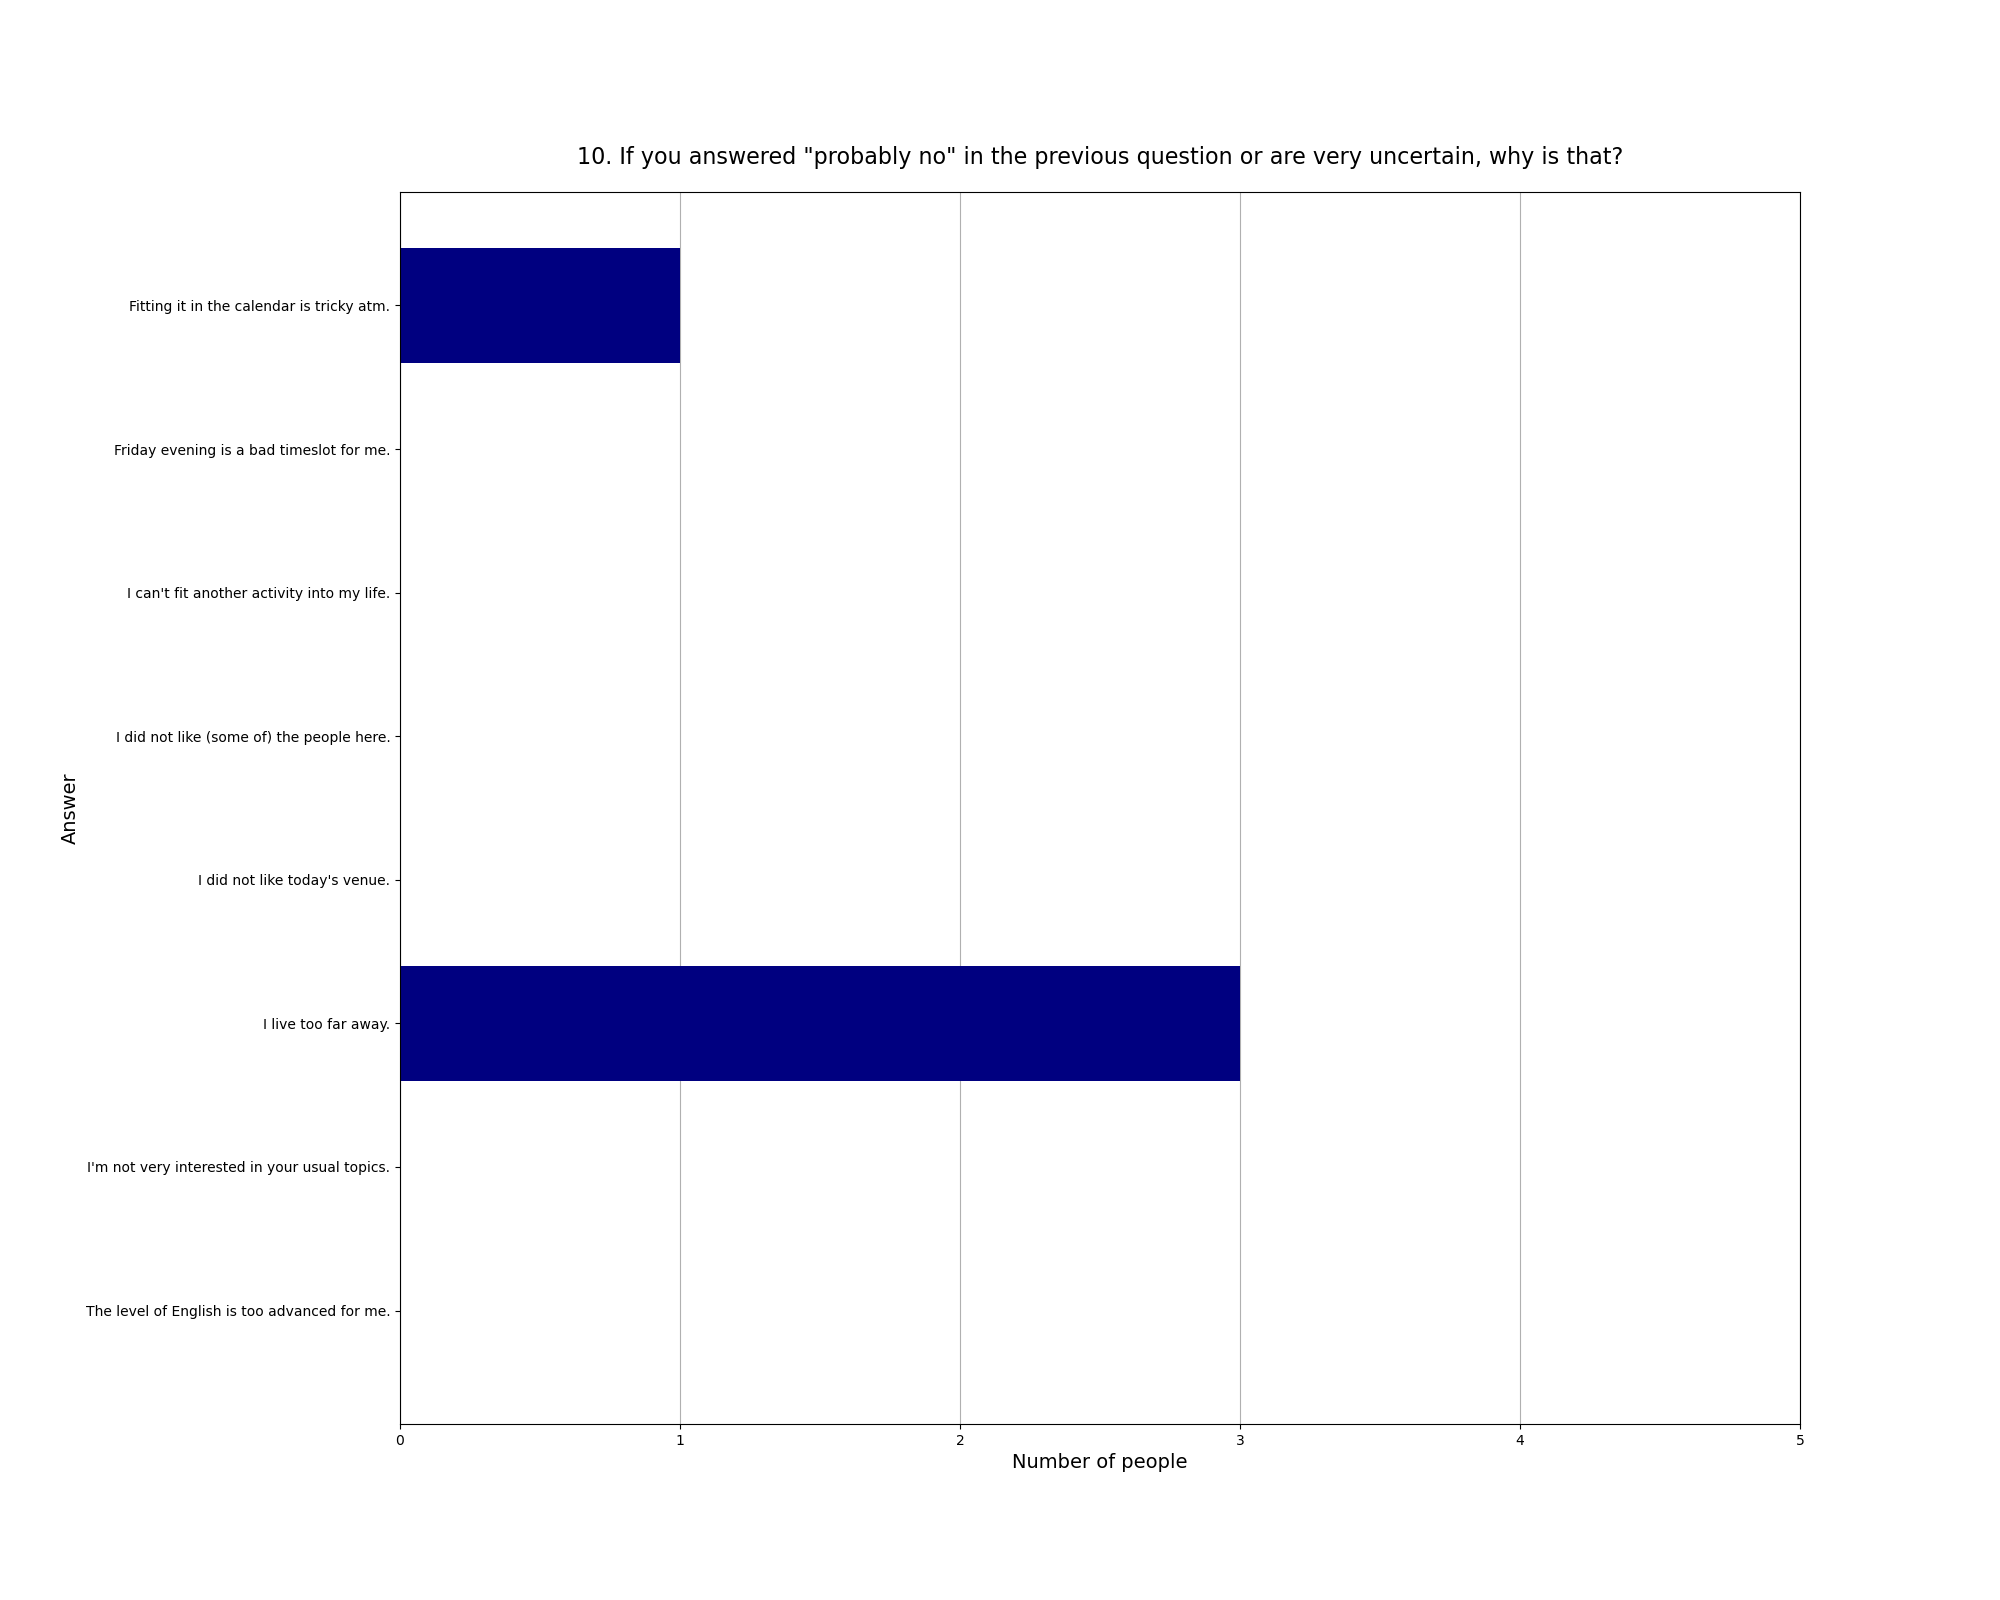 10. If you answered "probably no" in the previous question or are very uncertain, why is that?
Fitting it in the calendar is tricky atm.
Friday evening is a bad timeslot for me.
I can't fit another activity into my life.
I did not like (some of) the people here.
Answer
I did not like today's venue.
I live too far away.
I'm not very interested in your usual topics.
The level of English is too advanced for me.
0 1 2 3 4 5
Number of people